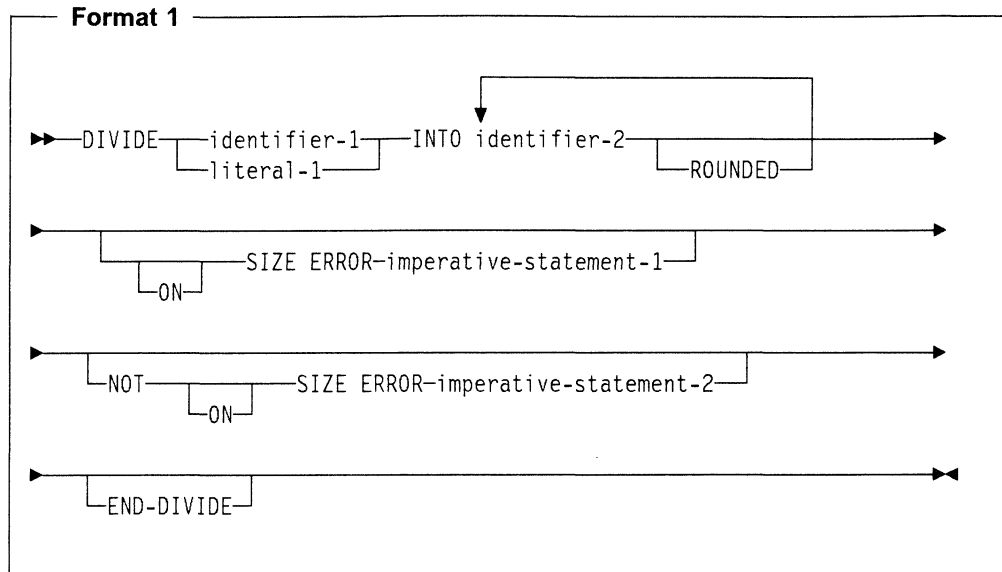 Format 1
DIVIDE identifier-1 INTO identifier-2
literal-1 ROUNDED
SIZE ERROR imperative-statement-1
ON
NOT SIZE ERROR imperative-statement-2
ON
END-DIVIDE